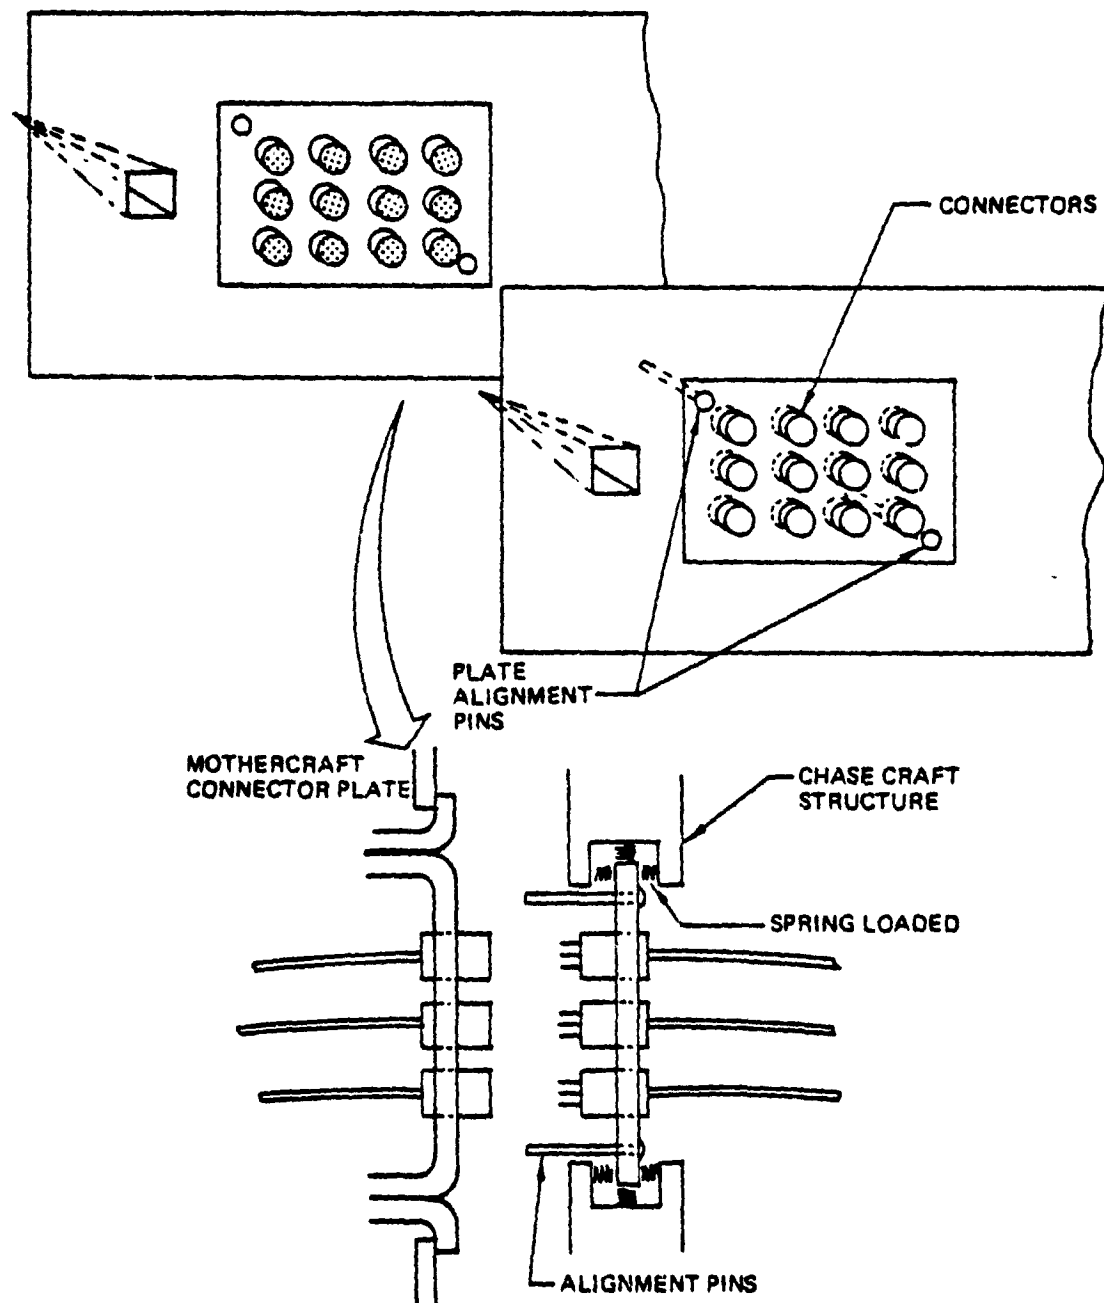 CONNECTORS
PLATE
ALIGNMENT
PINS
MOTHERCRAFT
CONNECTOR PLATE
CHASE CRAFT
STRUCTURE
SPRING LOADED
ALIGNMENT PINS